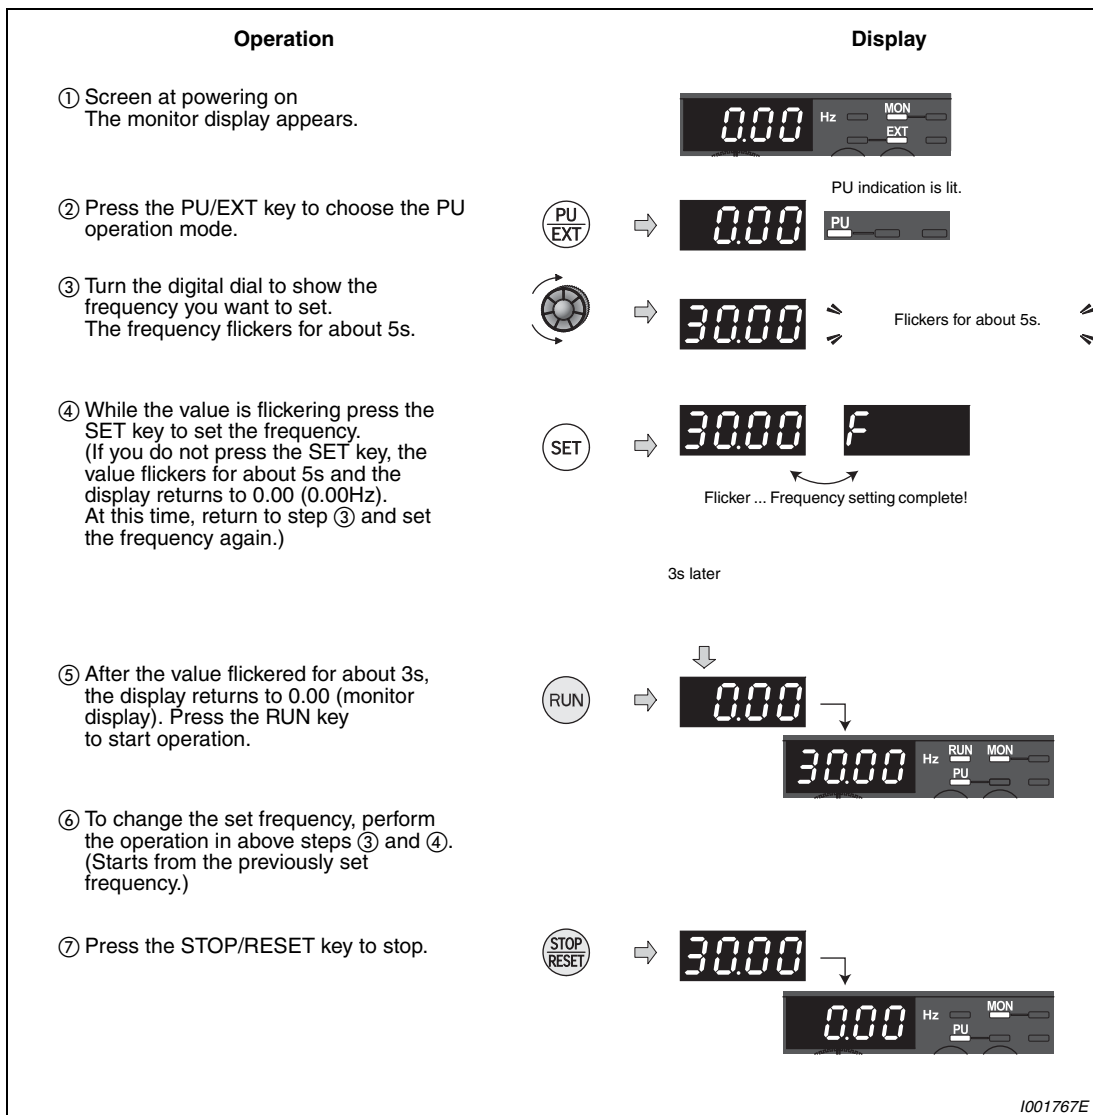 Operation
Display
① Screen at powering on
The monitor display appears.
0.00 Hz MON
EXT
PU indication is lit.
② Press the PU/EXT key to choose the PU
operation mode.
PU
EXT
0.00
PU
③ Turn the digital dial to show the
frequency you want to set.
The frequency flickers for about 5s.
30.00
Flickers for about 5s.
④ While the value is flickering press the
SET key to set the frequency.
(If you do not press the SET key, the
value flickers for about 5s and the
display returns to 0.00 (0.00Hz).
At this time, return to step ③ and set
the frequency again.)
SET
30.00
F
Flicker ... Frequency setting complete!
3s later
⑤ After the value flickered for about 3s,
the display returns to 0.00 (monitor
display). Press the RUN key
to start operation.
RUN
0.00
30.00 Hz RUN MON
PU
⑥ To change the set frequency, perform
the operation in above steps ③ and ④.
(Starts from the previously set
frequency.)
⑦ Press the STOP/RESET key to stop.
STOP
RESET
30.00
0.00 Hz MON
PU
I001767E